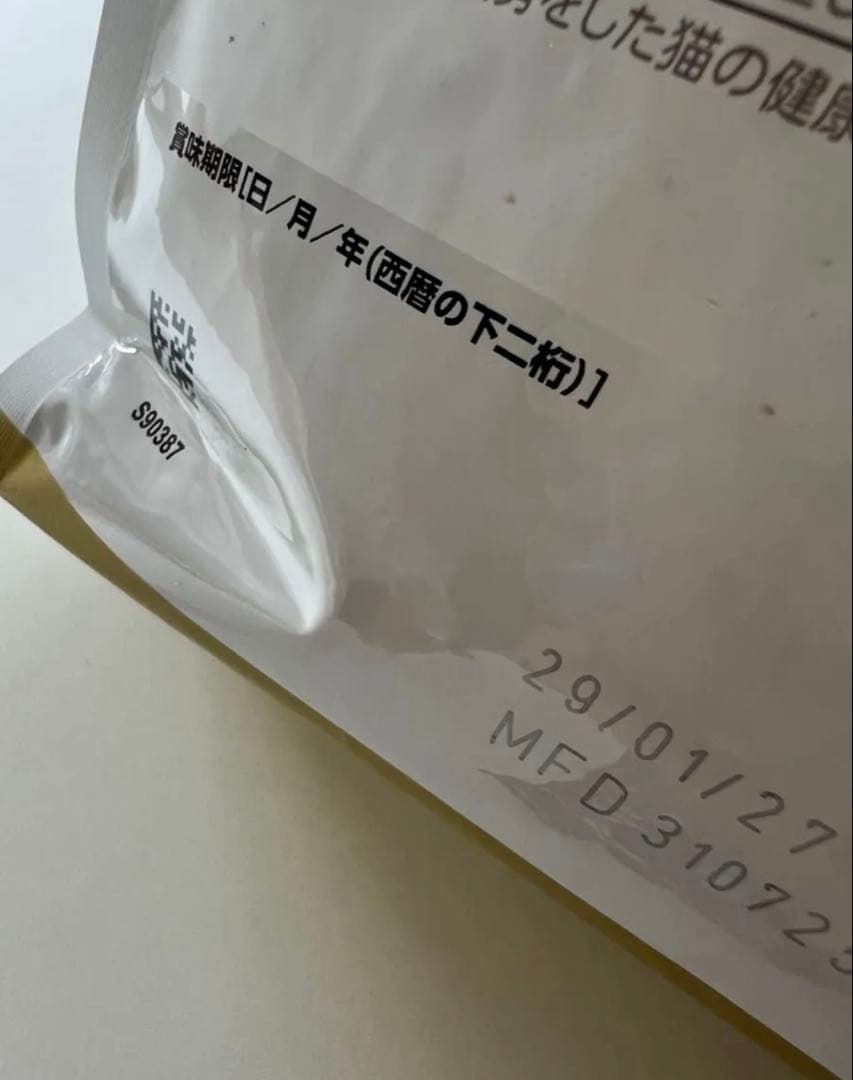 をした猫の健康
賞味期限[日/月/年(西暦の下二桁)]
S90387
29/01/27
MFD 310725